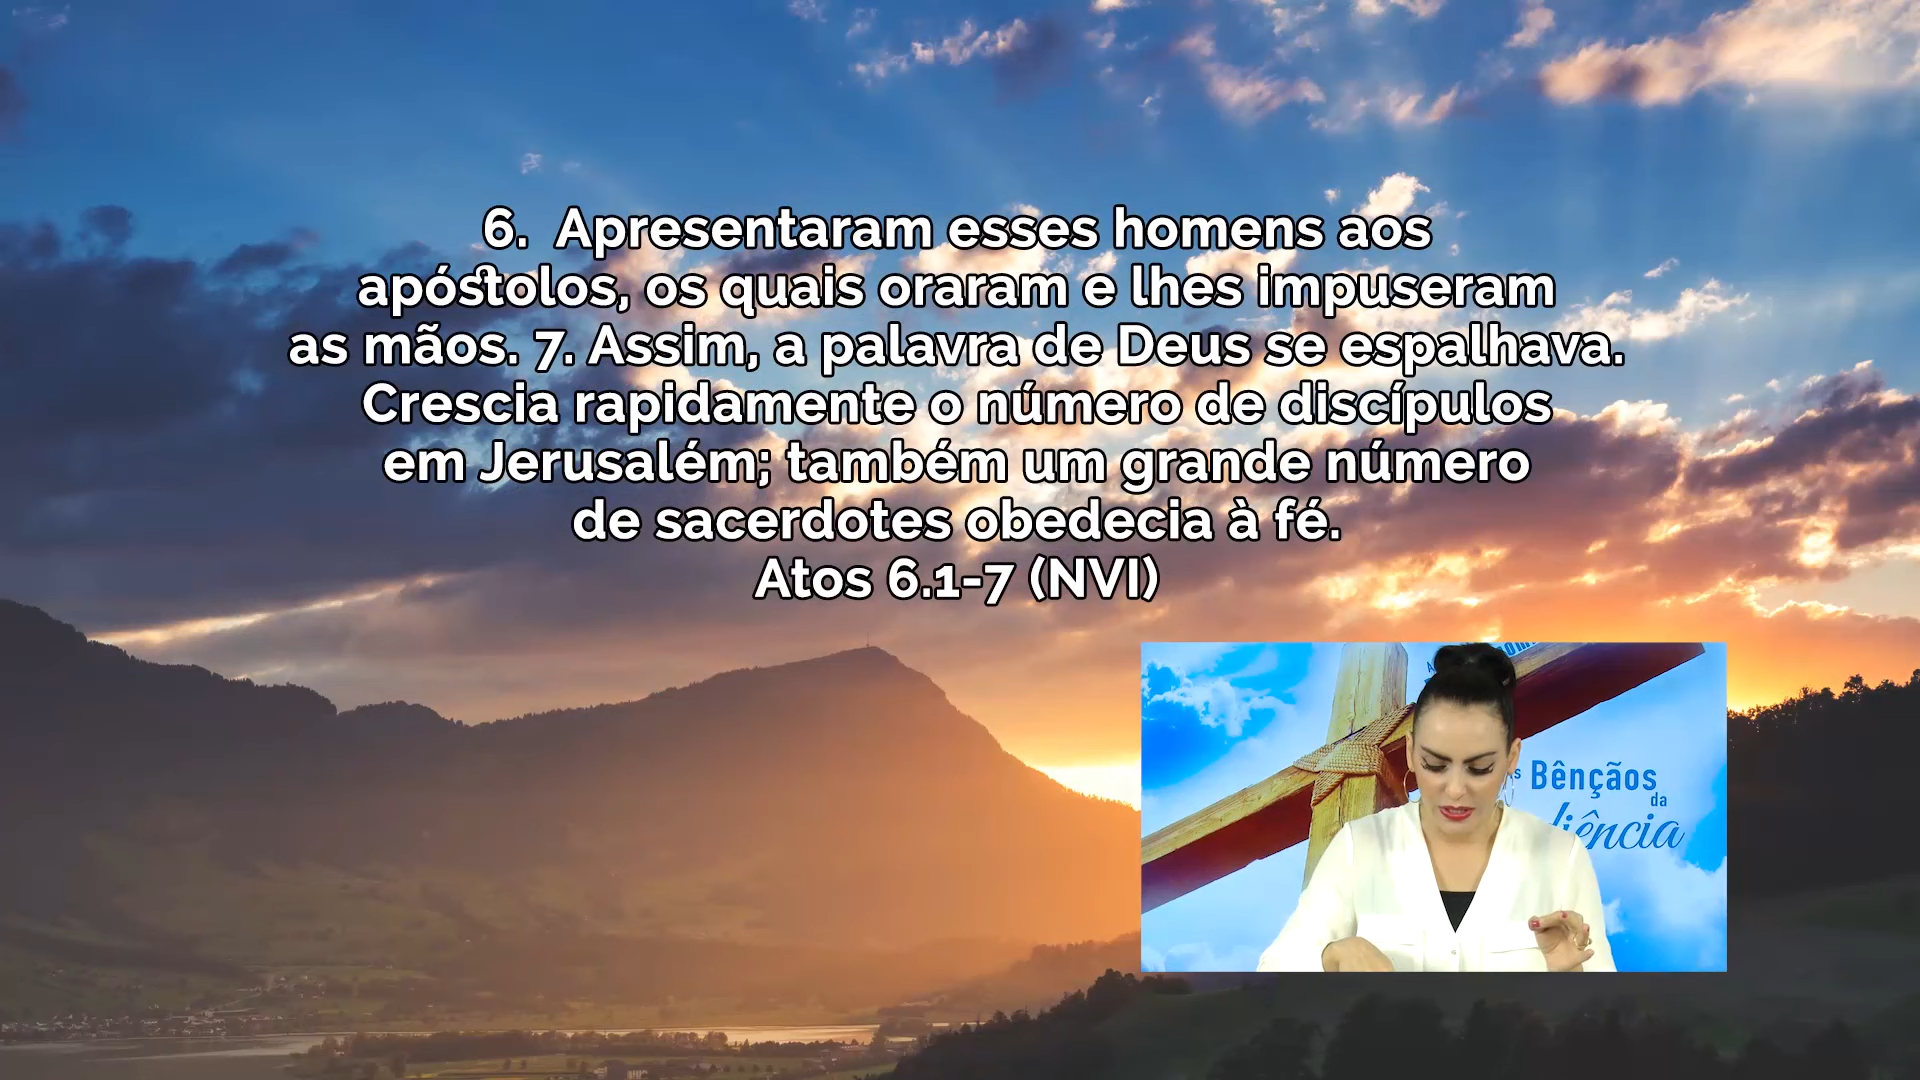 6. Apresentaram esses homens aos
apóstolos, os quais oraram e lhes impuseram
as mãos. 7. Assim, a palavra de Deus se espalhava.
Crescia rapidamente o número de discípulos
em Jerusalém; também um grande número
de sacerdotes obedecia à fé.
Atos 6.1-7 (NVI)
Bênçãos
da